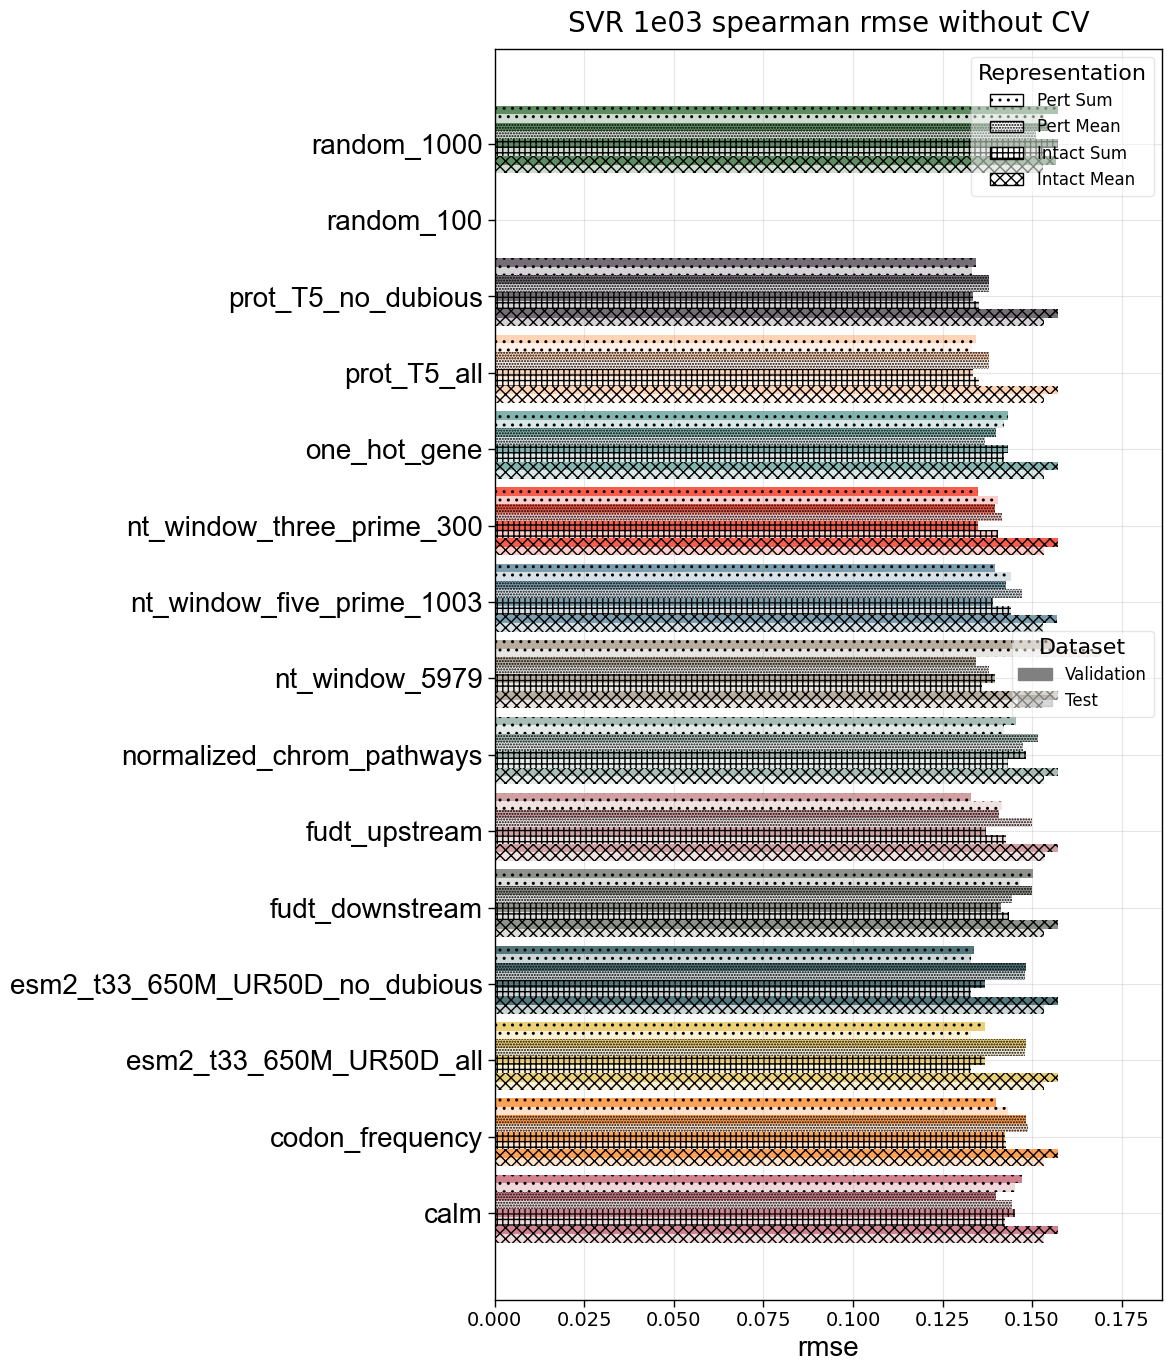 SVR 1e03 spearman rmse without CV
Representation
Pert Sum
Pert Mean
Intact Sum
Intact Mean
random_1000
random_100
prot_T5_no_dubious
prot_T5_all
one_hot_gene
nt_window_three_prime_300
nt_window_five_prime_1003
Dataset
Validation
Test
nt_window_5979
normalized_chrom_pathways
fudt_upstream
fudt_downstream
esm2_t33_650M_UR50D_no_dubious
esm2_t33_650M_UR50D_all
codon_frequency
calm
0.000 0.025 0.050 0.075 0.100 0.125 0.150 0.175
rmse